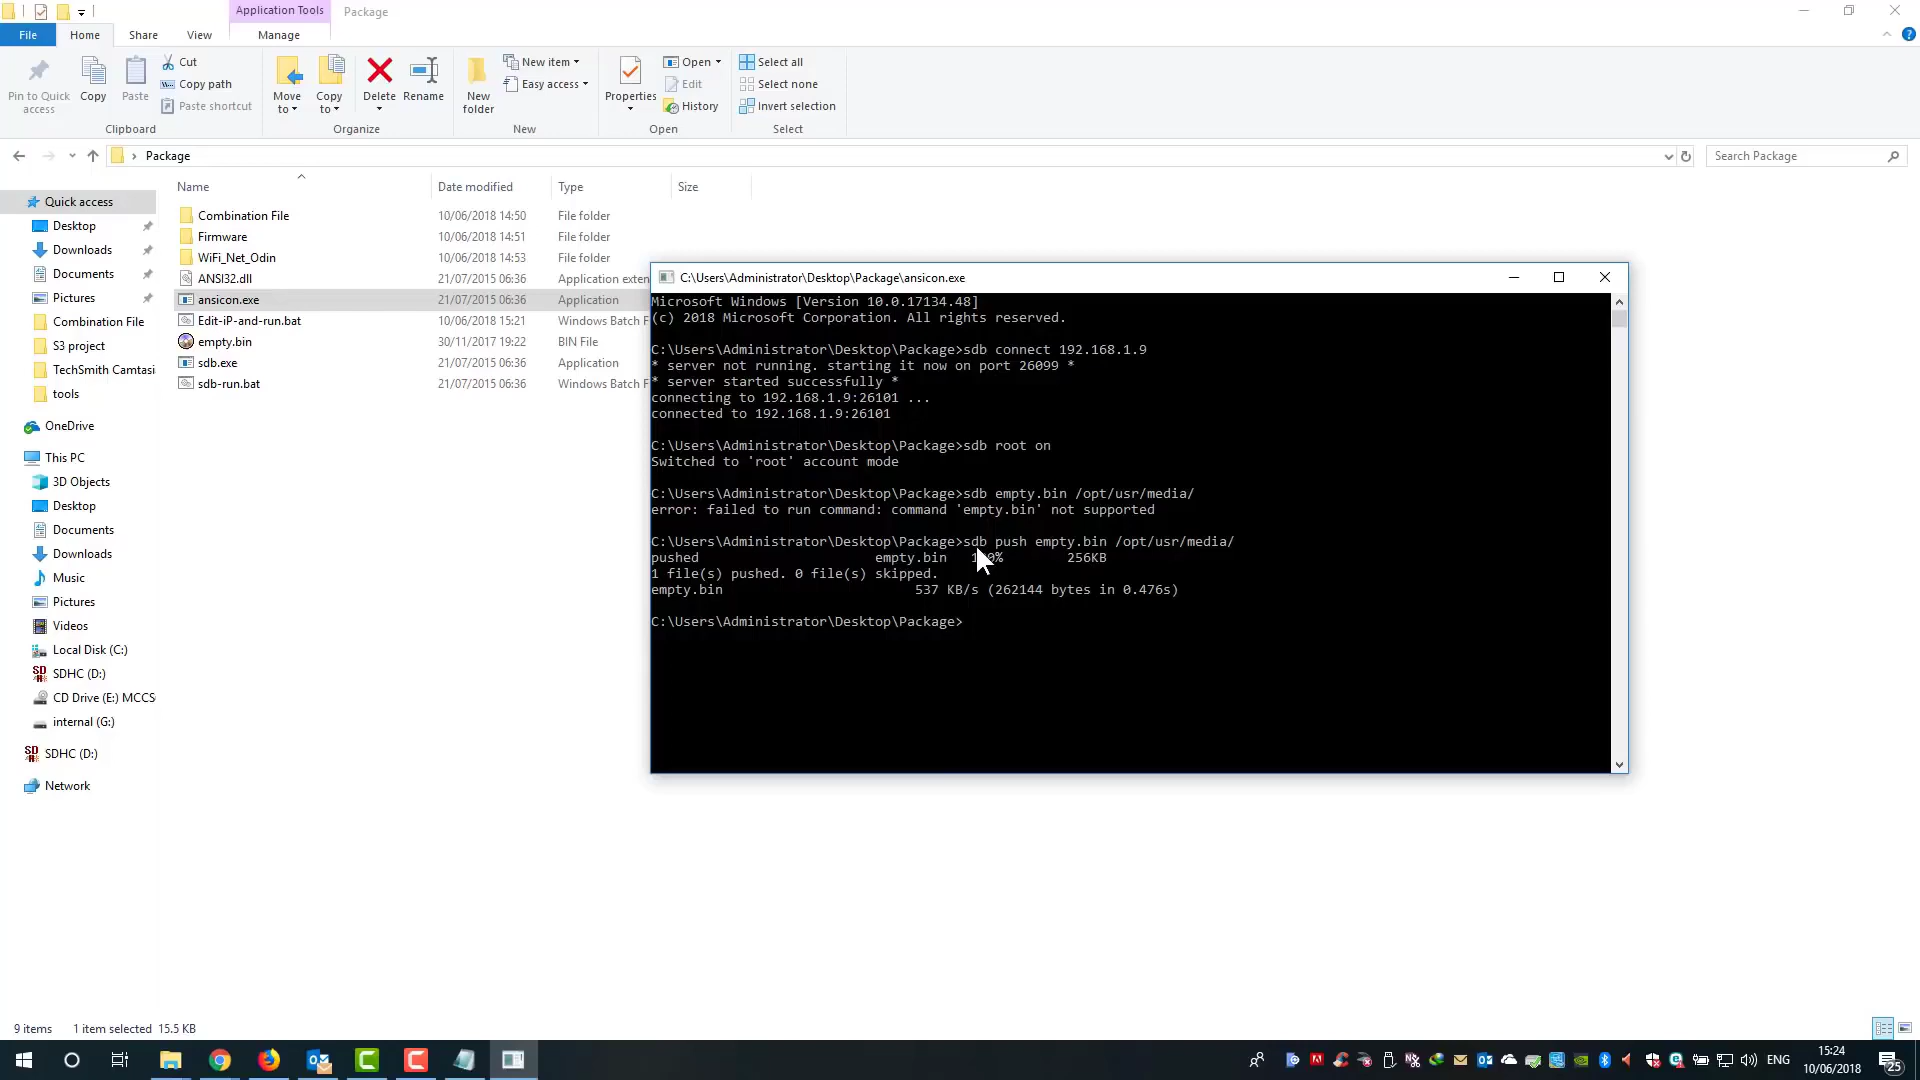 Application Tools
Package
File
Home
Share
View
Manage
Pin to Quick access
Copy
Paste
Cut
Copy path
Paste shortcut
Clipboard
Move to
Copy to
Delete
Rename
Organize
New folder
New item
Easy access
New
Properties
Open
Edit
History
Open
Select all
Select none
Invert selection
Select
Package
Search Package
Name
Date modified
Type
Size
Quick access
Desktop
Downloads
Documents
Pictures
Combination File
S3 project
TechSmith Camtasi
tools
OneDrive
This PC
3D Objects
Desktop
Documents
Downloads
Music
Pictures
Videos
Local Disk (C:)
SDHC (D:)
CD Drive (E:) MCCS
internal (G:)
SDHC (D:)
Network
Combination File 10/06/2018 14:50 File folder
Firmware 10/06/2018 14:51 File folder
WiFi_Net_Odin 10/06/2018 14:53 File folder
ANSI32.dll 21/07/2015 06:36 Application exten
ansicon.exe 21/07/2015 06:36 Application
Edit-iP-and-run.bat 10/06/2018 15:21 Windows Batch F
empty.bin 30/11/2017 19:22 BIN File
sdb.exe 21/07/2015 06:36 Application
sdb-run.bat 21/07/2015 06:36 Windows Batch F
C:\Users\Administrator\Desktop\Package\ansicon.exe
Microsoft Windows [Version 10.0.17134.48]
(c) 2018 Microsoft Corporation. All rights reserved.
C:\Users\Administrator\Desktop\Package>sdb connect 192.168.1.9
* server not running. starting it now on port 26099 *
* server started successfully *
connecting to 192.168.1.9:26101 ...
connected to 192.168.1.9:26101
C:\Users\Administrator\Desktop\Package>sdb root on
Switched to 'root' account mode
C:\Users\Administrator\Desktop\Package>sdb empty.bin /opt/usr/media/
error: failed to run command: command 'empty.bin' not supported
C:\Users\Administrator\Desktop\Package>sdb push empty.bin /opt/usr/media/
pushed empty.bin 256KB
1 file(s) pushed. 0 file(s) skipped.
empty.bin 537 KB/s (262144 bytes in 0.476s)
C:\Users\Administrator\Desktop\Package>
9 items 1 item selected 15.5 KB
ENG
15:24
10/06/2018
25